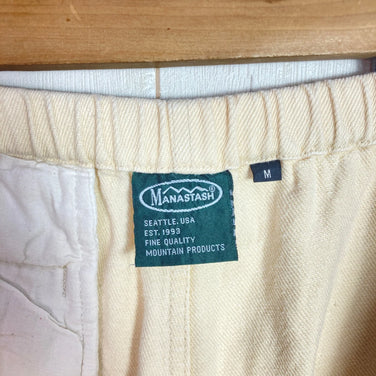 MANASTASH®
SEATTLE. USA
EST. 1993
FINE QUALITY
MOUNTAIN PRODUCTS
M